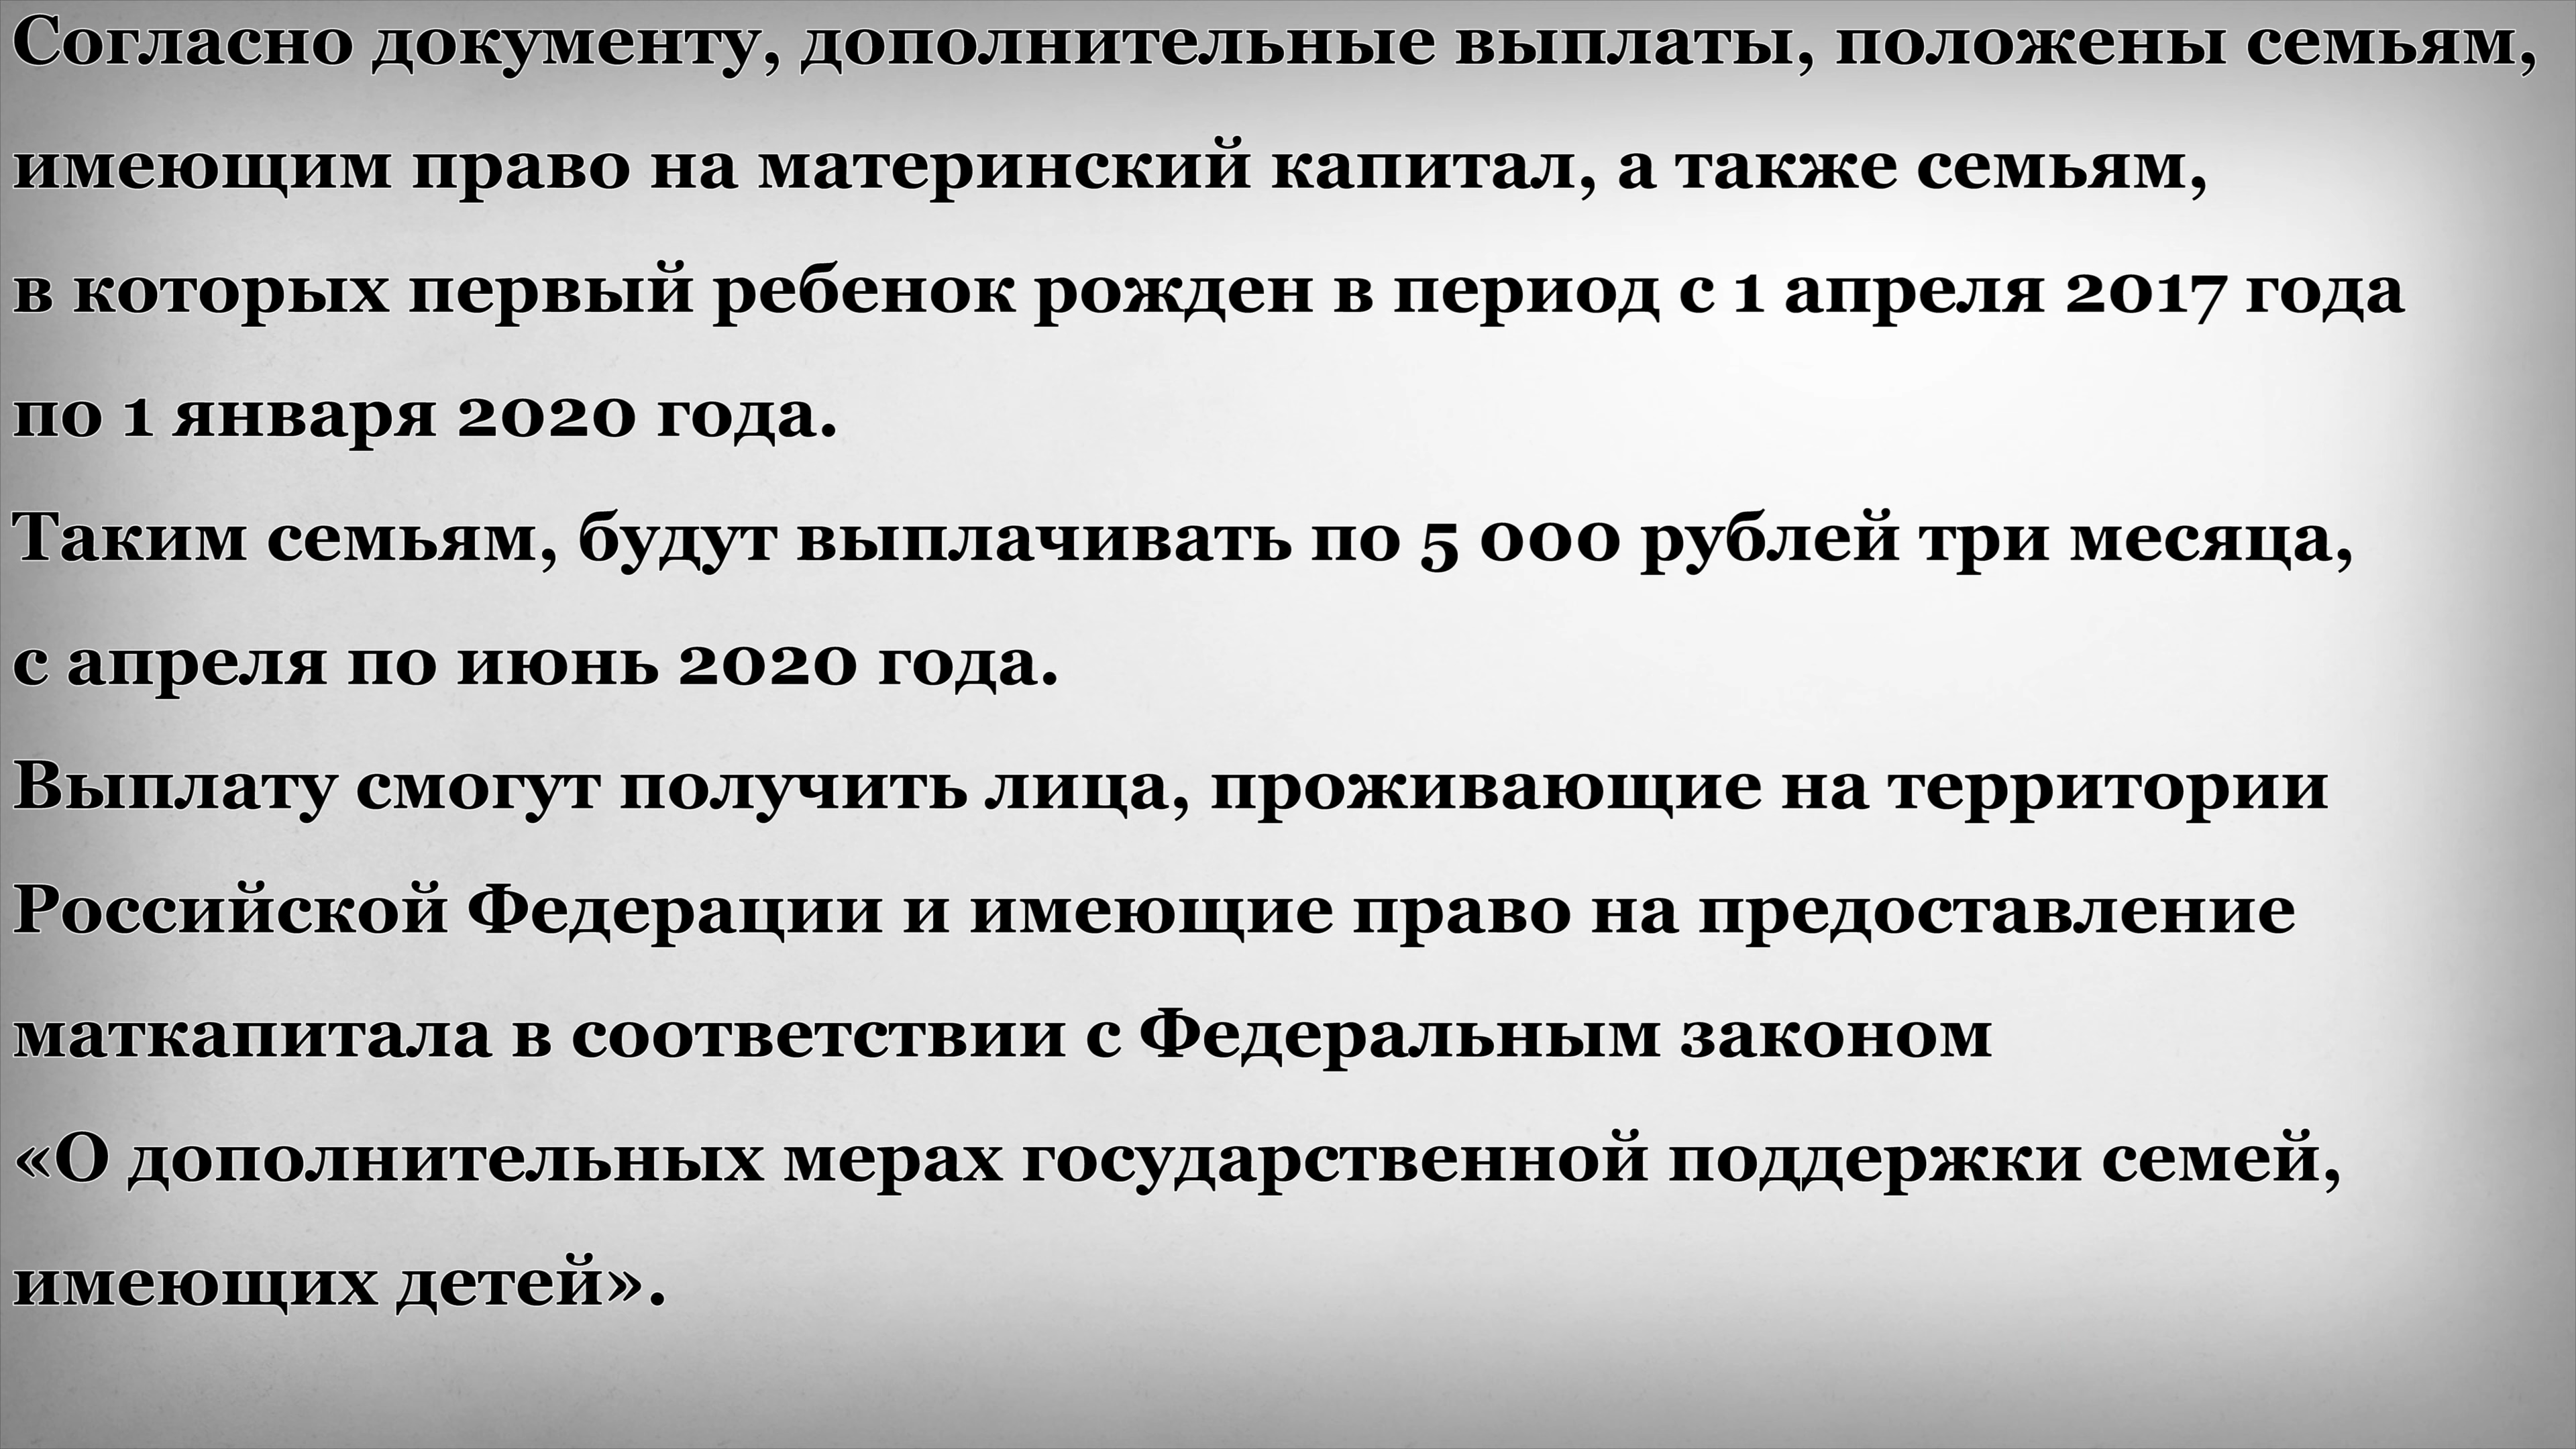 Согласно документу, дополнительные выплаты, положены семьям,
имеющим право на материнский капитал, а также семьям,
в которых первый ребенок рожден в период с 1 апреля 2017 года
по 1 января 2020 года.
Таким семьям, будут выплачивать по 5 000 рублей три месяца,
с апреля по июнь 2020 года.
Выплату смогут получить лица, проживающие на территории
Российской Федерации и имеющие право на предоставление
маткапитала в соответствии с Федеральным законом
«О дополнительных мерах государственной поддержки семей,
имеющих детей».